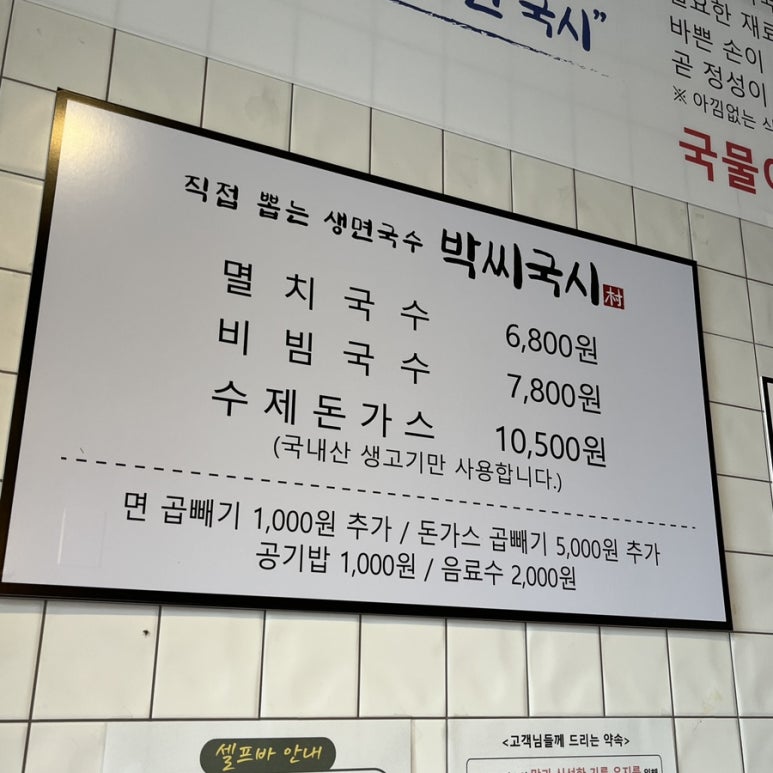 국시”
필요한 재료
바쁜 손이
곧 정성이
※ 아낌없는
국물
직접 뽑는 생면국수 박씨국시 村
멸치국수 6,800원
비빔국수 7,800원
수제돈가스 10,500원
(국내산 생고기만 사용합니다.)
면 곱빼기 1,000원 추가 / 돈가스 곱빼기 5,000원 추가
공기밥 1,000원 / 음료수 2,000원
셀프바 안내
<고객님들께 드리는 약속>